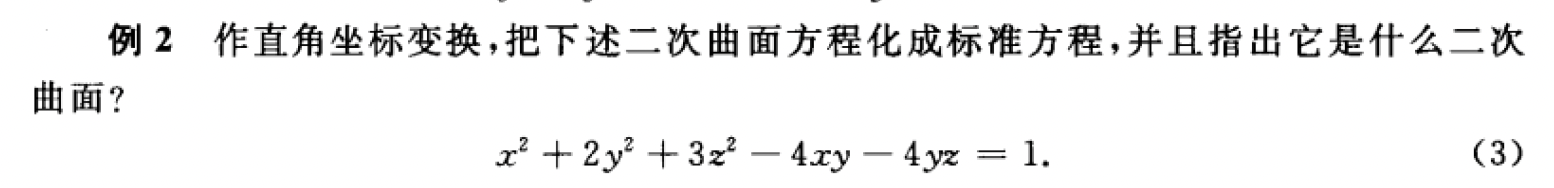 例 2 作直角坐标变换,把下述二次曲面方程化成标准方程,并且指出它是什么二次
曲面?
x² + 2y² + 3z² − 4xy − 4yz = 1. (3)